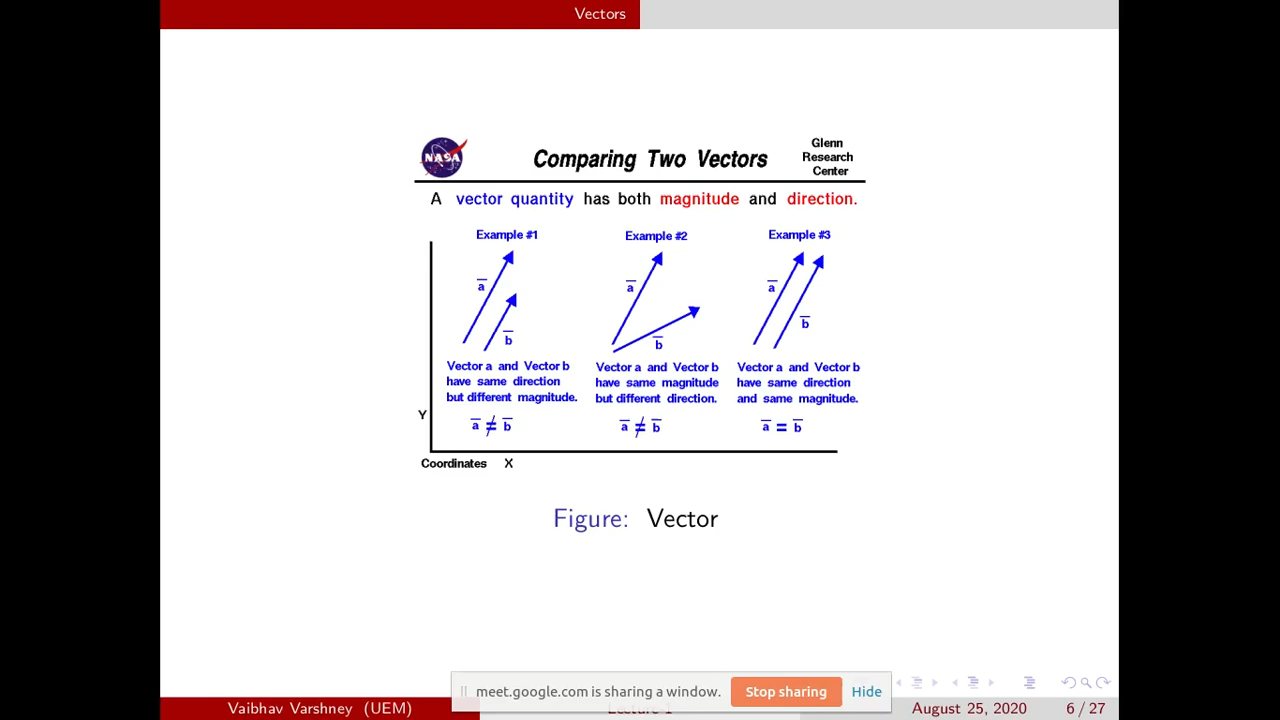 Vectors
NASA
Comparing Two Vectors
Glenn
Research
Center
A vector quantity has both magnitude and direction.
Example #1
a
b
Vector a and Vector b
have same direction
but different magnitude.
a ≠ b
Example #2
a
b
Vector a and Vector b
have same magnitude
but different direction.
a ≠ b
Example #3
a
b
Vector a and Vector b
have same direction
and same magnitude.
a = b
Y
Coordinates X
Figure: Vector
meet.google.com is sharing a window. Stop sharing Hide
Vaibhav Varshney (UEM) Lecture 1 August 25, 2020 6 / 27